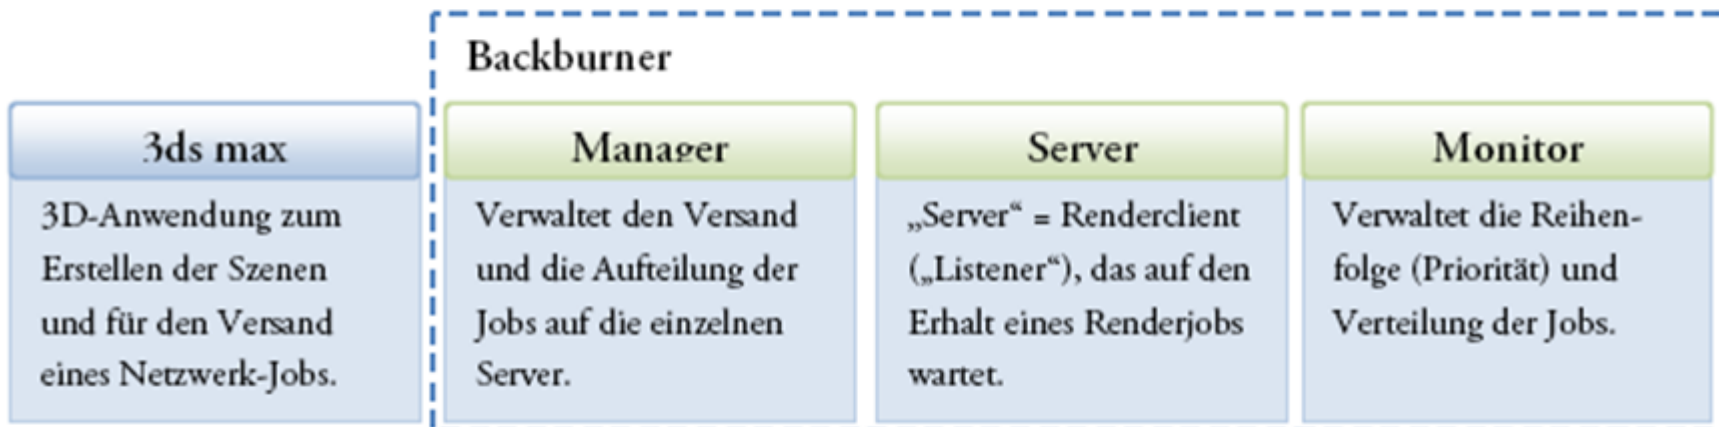 Backburner
3ds max
3D-Anwendung zum
Erstellen der Szenen
und für den Versand
eines Netzwerk-Jobs.
Manager
Verwaltet den Versand
und die Aufteilung der
Jobs auf die einzelnen
Server.
Server
„Server“ = Renderclient
(„Listener“), das auf den
Erhalt eines Renderjobs
wartet.
Monitor
Verwaltet die Reihen-
folge (Priorität) und
Verteilung der Jobs.